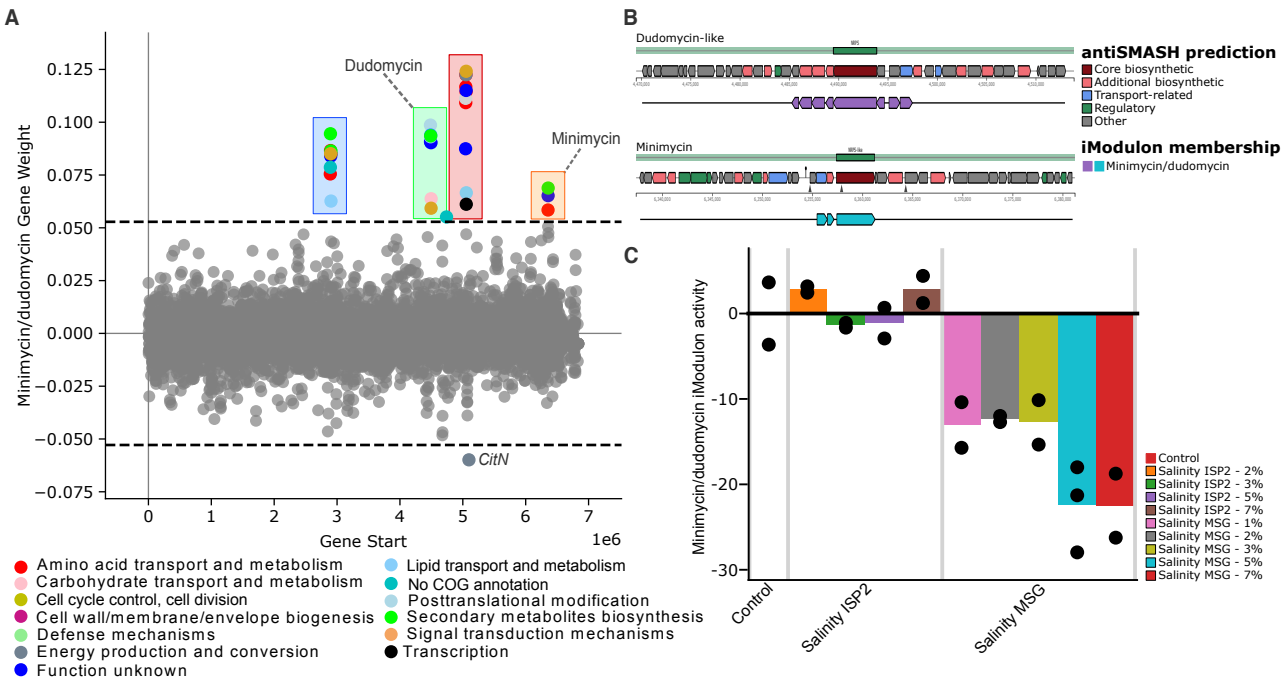 A
Minimycin/dudomycin Gene Weight
0.125
0.100
0.075
0.050
0.025
0.000
−0.025
−0.050
−0.075
Dudomycin
Minimycin
CitN
0 1 2 3 4 5 6 7
Gene Start
1e6
Amino acid transport and metabolism
Carbohydrate transport and metabolism
Cell cycle control, cell division
Cell wall/membrane/envelope biogenesis
Defense mechanisms
Energy production and conversion
Function unknown
Lipid transport and metabolism
No COG annotation
Posttranslational modification
Secondary metabolites biosynthesis
Signal transduction mechanisms
Transcription
B
Dudomycin-like
NRPS
Minimycin
NRPS-like
antiSMASH prediction
Core biosynthetic
Additional biosynthetic
Transport-related
Regulatory
Other
iModulon membership
Minimycin/dudomycin
C
Minimycin/dudomycin iModulon activity
0
−10
−20
−30
Control
Salinity ISP2
Salinity MSG
Control
Salinity ISP2 - 2%
Salinity ISP2 - 3%
Salinity ISP2 - 5%
Salinity ISP2 - 7%
Salinity MSG - 1%
Salinity MSG - 2%
Salinity MSG - 3%
Salinity MSG - 5%
Salinity MSG - 7%